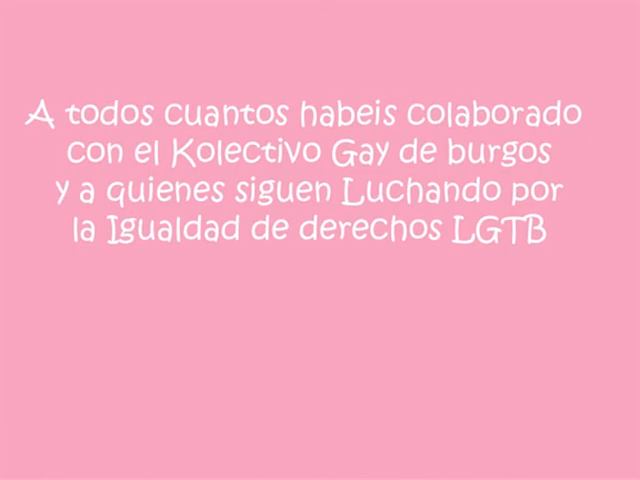 A todos cuantos habeis colaborado
con el Kolectivo Gay de burgos
y a quienes siguen Luchando por
la Igualdad de derechos LGTB